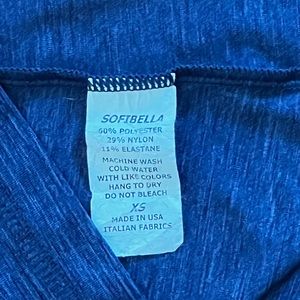 SOFIBELLA
60% POLYESTER
29% NYLON
11% ELASTANE
MACHINE WASH
COLD WATER
WITH LIKE COLORS
HANG TO DRY
DO NOT BLEACH
XS
MADE IN USA
ITALIAN FABRICS